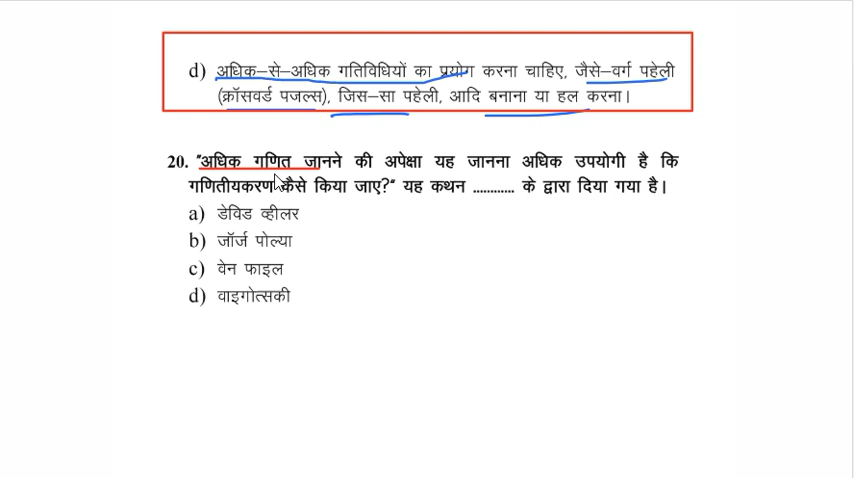 d) अधिक–से–अधिक गतिविधियों का प्रयोग करना चाहिए, जैसे–वर्ग पहेली
(क्रॉसवर्ड पजल्स), जिस–सा पहेली, आदि बनाना या हल करना।
20. "अधिक गणित जानने की अपेक्षा यह जानना अधिक उपयोगी है कि
गणितीयकरण कैसे किया जाए?" यह कथन ............ के द्वारा दिया गया है।
a) डेविड व्हीलर
b) जॉर्ज पोल्या
c) वेन फाइल
d) वाइगोत्सकी